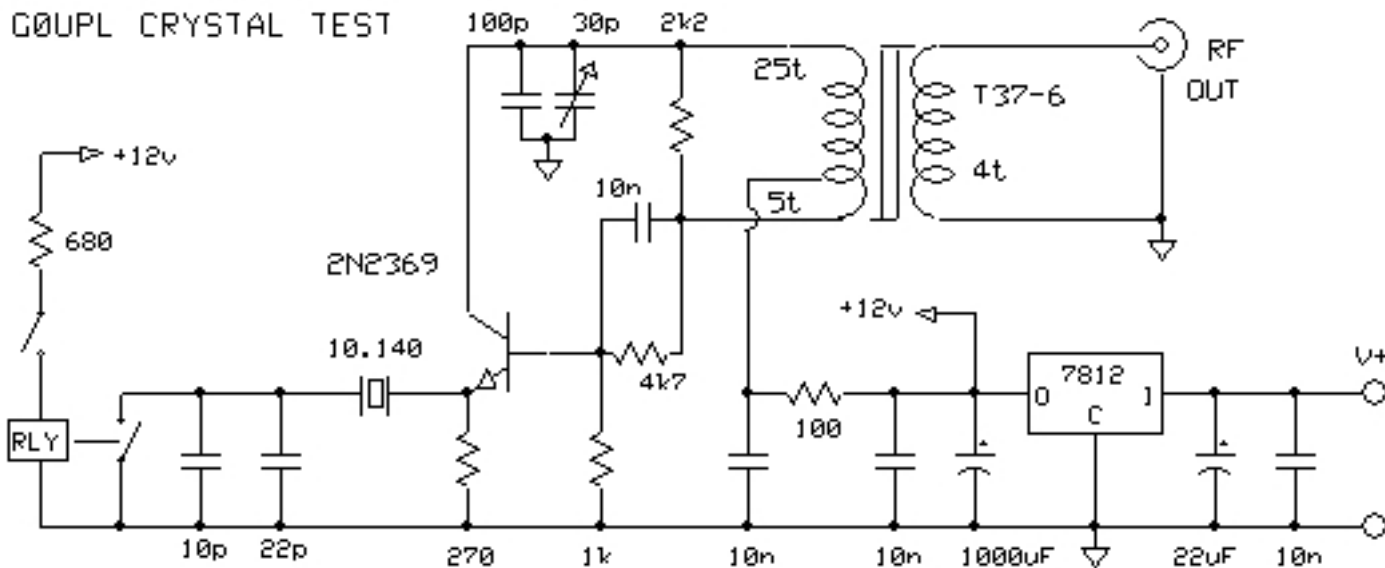 GØUPL CRYSTAL TEST
100p
30p
2k2
25t
T37-6
RF
OUT
+12v
680
10n
5t
4t
2N2369
+12v
10.140
4k7
7812
O
I
C
V+
RLY
100
10p
22p
270
1k
10n
10n
1000uF
22uF
10n